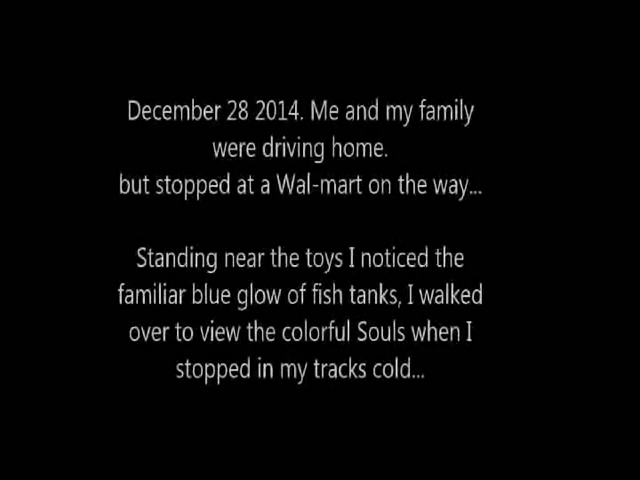 December 28 2014. Me and my family
were driving home.
but stopped at a Wal-mart on the way...
Standing near the toys I noticed the
familiar blue glow of fish tanks, I walked
over to view the colorful Souls when I
stopped in my tracks cold...